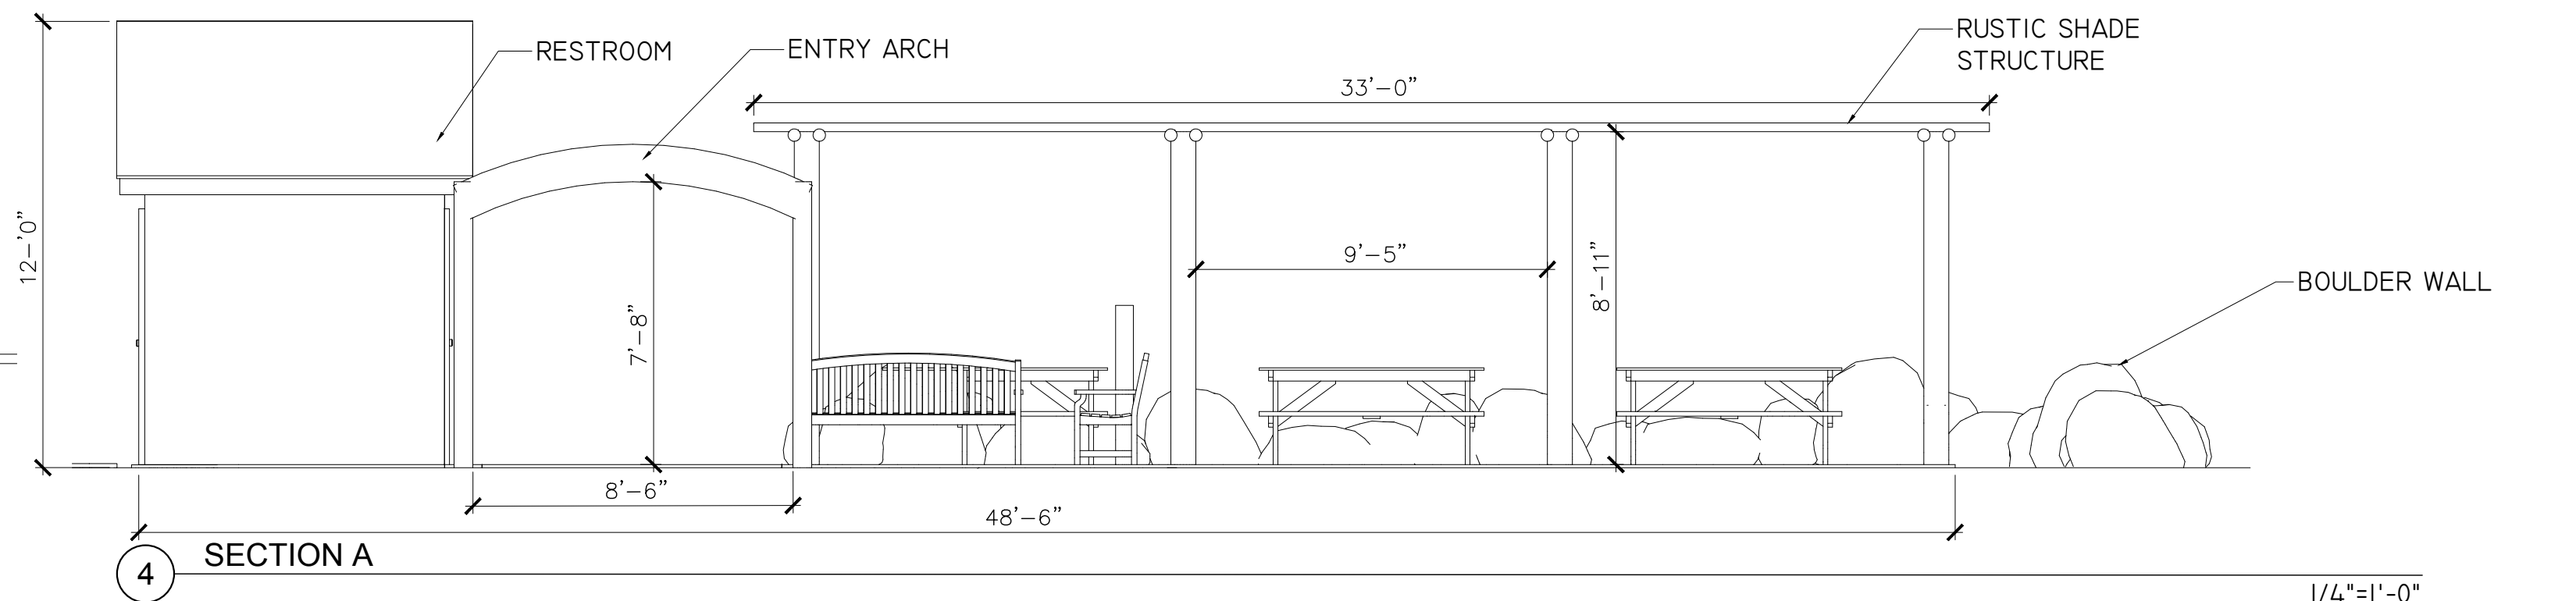 RESTROOM
ENTRY ARCH
RUSTIC SHADE
STRUCTURE
33'-0"
12-'0"
9'-5"
8'-11"
7'-8"
BOULDER WALL
8'-6"
48'-6"
4
SECTION A
1/4"=1'-0"